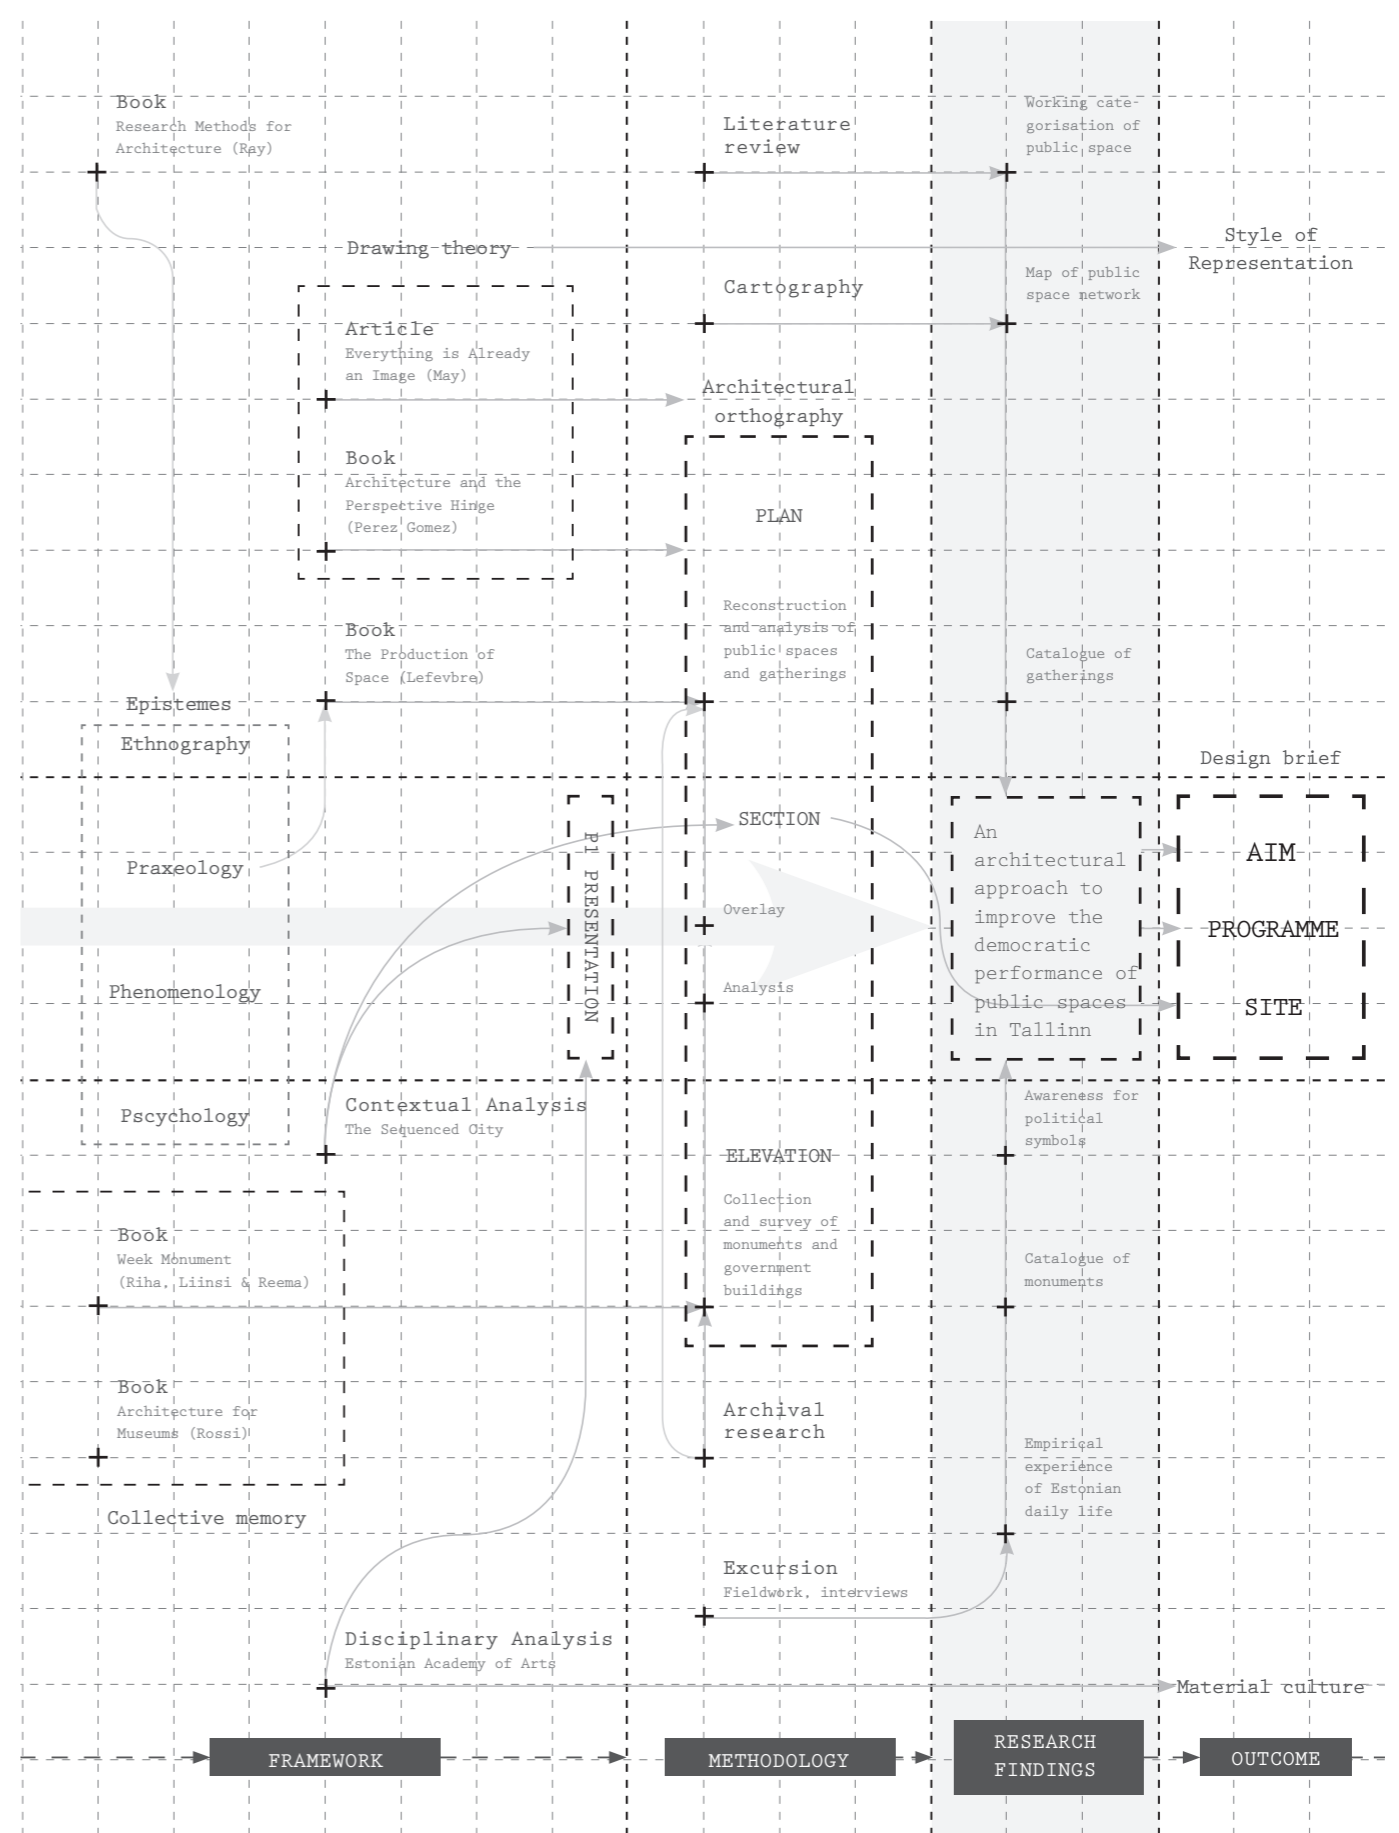 Book
Research Methods for
Architecture (Ray)
Drawing theory
Article
Everything is Already
an Image (May)
Book
Architecture and the
Perspective Hinge
(Perez Gomez)
Book
The Production of
Space (Lefevbre)
Epistemes
Ethnography
Praxeology
Phenomenology
Pscychology
P1 PRESENTATION
Contextual Analysis
The Sequenced City
Book
Week Monument
(Riha, Liinsi & Reema)
Book
Architecture for
Museums (Rossi)
Collective memory
Disciplinary Analysis
Estonian Academy of Arts
Literature
review
Cartography
Architectural
orthography
PLAN
Reconstruction
and analysis of
public spaces
and gatherings
SECTION
Overlay
Analysis
ELEVATION
Collection
and survey of
monuments and
government
buildings
Archival
research
Excursion
Fieldwork, interviews
Working cate-
gorisation of
public space
Map of public
space network
Catalogue of
gatherings
An
architectural
approach to
improve the
democratic
performance of
public spaces
in Tallinn
Awareness for
political
symbols
Catalogue of
monuments
Empirical
experience
of Estonian
daily life
Style of
Representation
Design brief
AIM
PROGRAMME
SITE
Material culture
FRAMEWORK
METHODOLOGY
RESEARCH
FINDINGS
OUTCOME